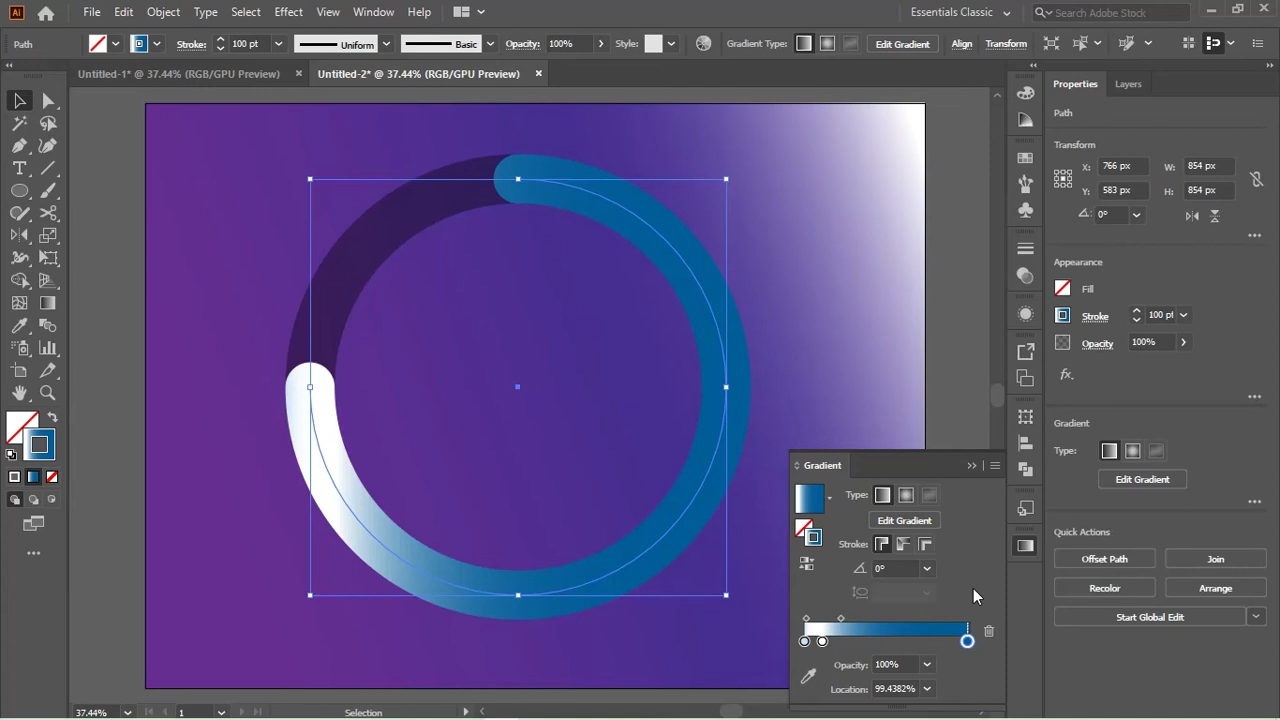 Ai File Edit Object Type Select Effect View Window Help Essentials Classic Search Adobe Stock
Path Stroke: 100 pt Uniform Basic Opacity: 100% Style: Gradient Type: Edit Gradient Align Transform
Untitled-1* @ 37.44% (RGB/GPU Preview) Untitled-2* @ 37.44% (RGB/GPU Preview)
Properties Layers
Path
Transform
X: 766 px W: 854 px
Y: 583 px H: 854 px
0°
Appearance
Fill
Stroke 100 pt
Opacity 100%
fx.
Gradient
Type:
Edit Gradient
Quick Actions
Offset Path Join
Recolor Arrange
Start Global Edit
Gradient
Type:
Edit Gradient
Stroke:
0°
Opacity: 100%
Location: 99.4382%
37.44% 1 Selection